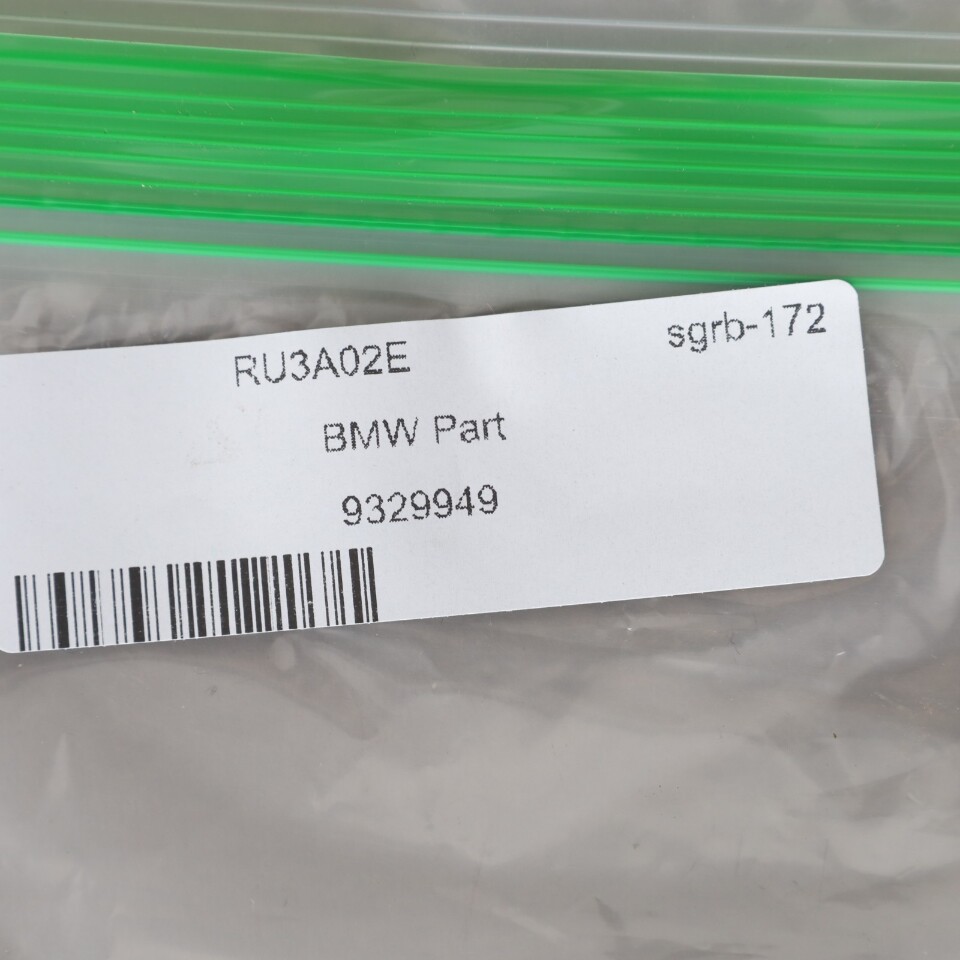 sgrb-172
RU3A02E
BMW Part
9329949